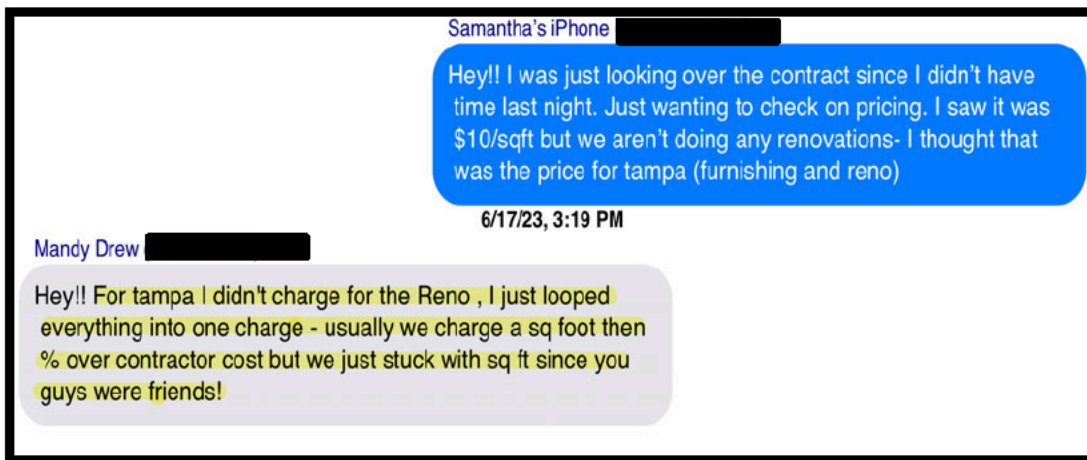 Samantha's iPhone
Hey!! I was just looking over the contract since I didn't have
time last night. Just wanting to check on pricing. I saw it was
$10/sqft but we aren't doing any renovations- I thought that
was the price for tampa (furnishing and reno)
6/17/23, 3:19 PM
Mandy Drew
Hey!! For tampa I didn't charge for the Reno , I just looped
everything into one charge - usually we charge a sq foot then
% over contractor cost but we just stuck with sq ft since you
guys were friends!